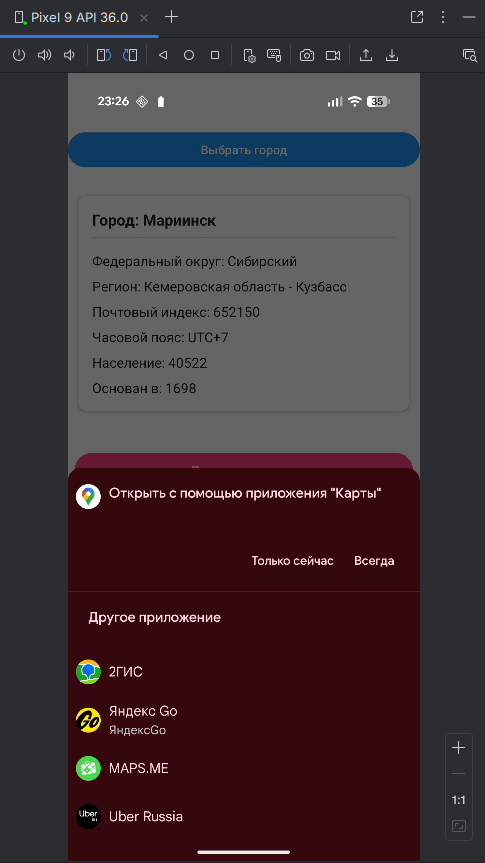 Pixel 9 API 36.0
23:26
35
Выбрать город
Город: Мариинск
Федеральный округ: Сибирский
Регион: Кемеровская область - Кузбасс
Почтовый индекс: 652150
Часовой пояс: UTC+7
Население: 40522
Основан в: 1698
Открыть с помощью приложения "Карты"
Только сейчас Всегда
Другое приложение
2ГИС
Go
Яндекс Go
ЯндексGo
MAPS.ME
Uber
Uber Russia
1:1